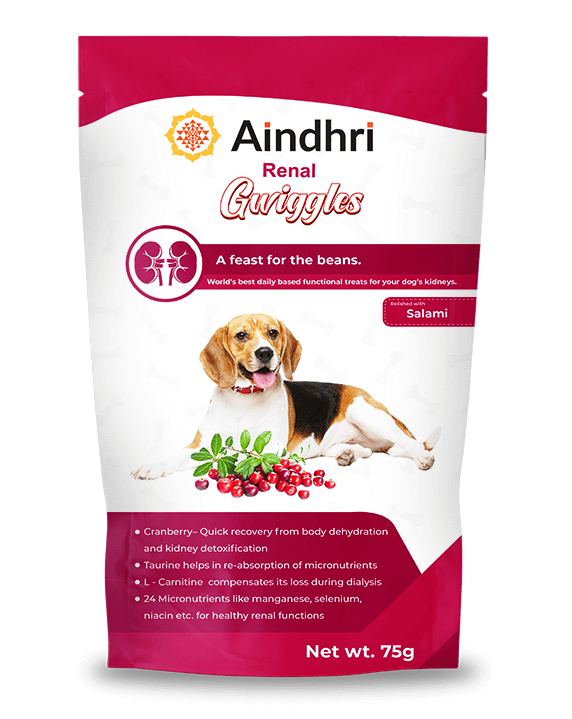 Aindhri
Renal
Gwiggles
A feast for the beans.
World's best daily based functional treats for your dog's kidneys.
Relished with
Salami
• Cranberry– Quick recovery from body dehydration
and kidney detoxification
• Taurine helps in re-absorption of micronutrients
• L - Carnitine compensates its loss during dialysis
• 24 Micronutrients like manganese, selenium,
niacin etc. for healthy renal functions
Net wt. 75g